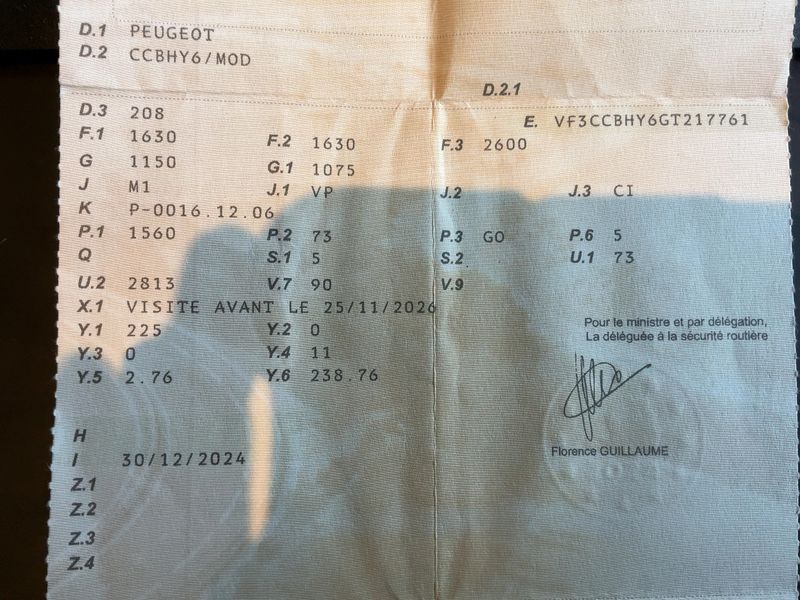 D.1 PEUGEOT
D.2 CCBHY6/MOD
D.2.1
D.3 208
E. VF3CCBHY6GT217761
F.1 1630 F.2 1630 F.3 2600
G 1150 G.1 1075
J M1 J.1 VP J.2 J.3 CI
K P-0016.12.06
P.1 1560 P.2 73 P.3 GO P.6 5
Q S.1 5 S.2 U.1 73
U.2 2813 V.7 90 V.9
X.1 VISITE AVANT LE 25/11/2026
Y.1 225 Y.2 0
Y.3 0 Y.4 11
Y.5 2.76 Y.6 238.76
Pour le ministre et par délégation,
La déléguée à la sécurité routière
Florence GUILLAUME
H
I 30/12/2024
Z.1
Z.2
Z.3
Z.4